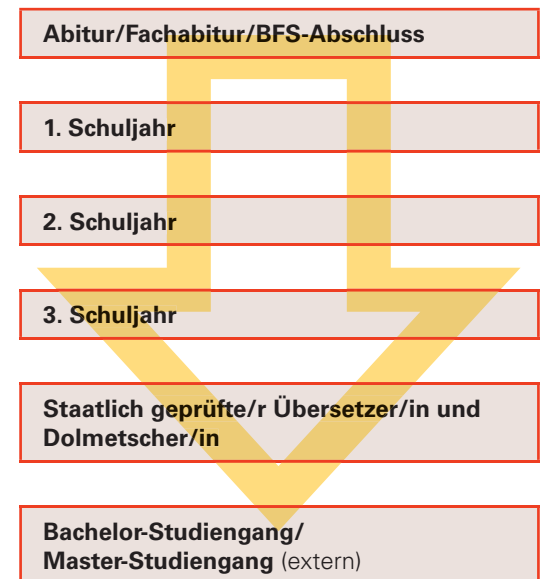 Abitur/Fachabitur/BFS-Abschluss
1. Schuljahr
2. Schuljahr
3. Schuljahr
Staatlich geprüfte/r Übersetzer/in und
Dolmetscher/in
Bachelor-Studiengang/
Master-Studiengang (extern)